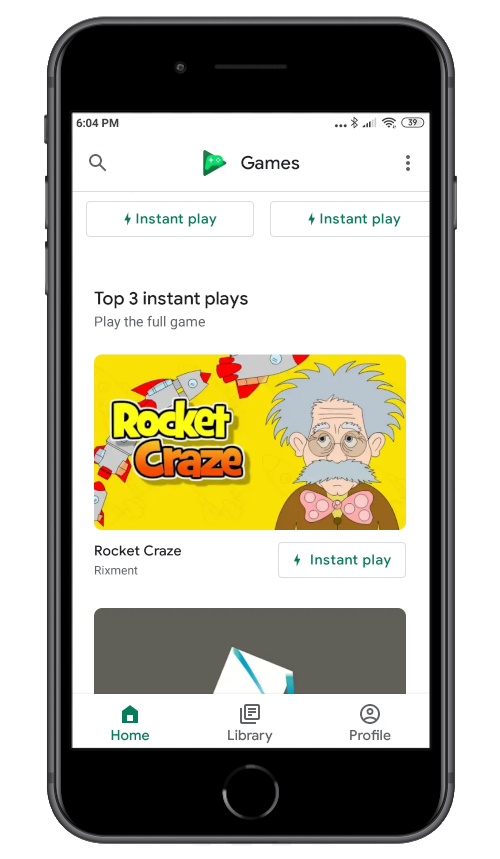 6:04 PM
39
Games
Instant play
Instant play
Top 3 instant plays
Play the full game
Rocket
Craze
Rocket Craze
Rixment
Instant play
Home
Library
Profile